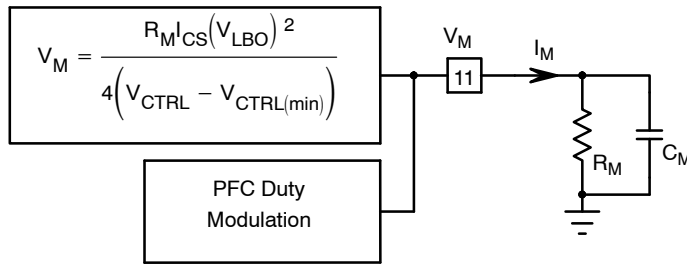 V_M = R_M I_CS (V_LBO)² / 4(V_CTRL − V_CTRL(min))
V_M
I_M
11
R_M
C_M
PFC Duty
Modulation